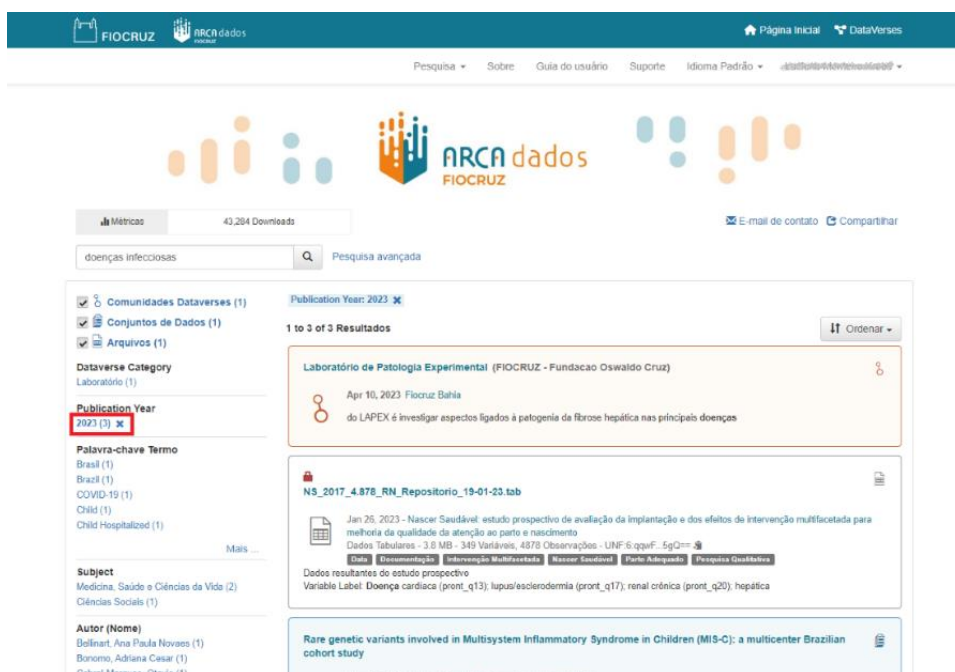 FIOCRUZ
ARCA dados
FIOCRUZ
Página Inicial
DataVerses
Pesquisa
Sobre
Guia do usuário
Suporte
Idioma Padrão
ARCA dados
FIOCRUZ
Métricas
43,284 Downloads
E-mail de contato
Compartilhar
doenças infecciosas
Pesquisa avançada
Comunidades Dataverses (1)
Conjuntos de Dados (1)
Arquivos (1)
Dataverse Category
Laboratório (1)
Publication Year
2023 (3)
Palavra-chave Termo
Brasil (1)
Brazil (1)
COVID-19 (1)
Child (1)
Child Hospitalized (1)
Mais ...
Subject
Medicina, Saúde e Ciências da Vida (2)
Ciências Sociais (1)
Autor (Nome)
Bellinart, Ana Paula Novaes (1)
Bonomo, Adriana Cesar (1)
Publication Year: 2023
1 to 3 of 3 Resultados
Ordenar
Laboratório de Patologia Experimental (FIOCRUZ - Fundacao Oswaldo Cruz)
Apr 10, 2023 Fiocruz Bahia
do LAPEX é investigar aspectos ligados à patogenia da fibrose hepática nas principais doenças
NS_2017_4.878_RN_Repositorio_19-01-23.tab
Jan 26, 2023 - Nascer Saudável: estudo prospectivo de avaliação da implantação e dos efeitos de intervenção multifacetada para
melhoria da qualidade da atenção ao parto e nascimento
Dados Tabulares - 3.8 MB - 349 Variáveis, 4878 Observações - UNF:6:qqwF...5gQ==
Data Documentação Intervenção Multifacetada Nascer Saudável Parto Adequado Pesquisa Qualitativa
Dados resultantes do estudo prospectivo
Variable Label: Doença cardíaca (pront_q13); lupus/esclerodermia (pront_q17); renal crônica (pront_q20); hepática
Rare genetic variants involved in Multisystem Inflammatory Syndrome in Children (MIS-C): a multicenter Brazilian
cohort study